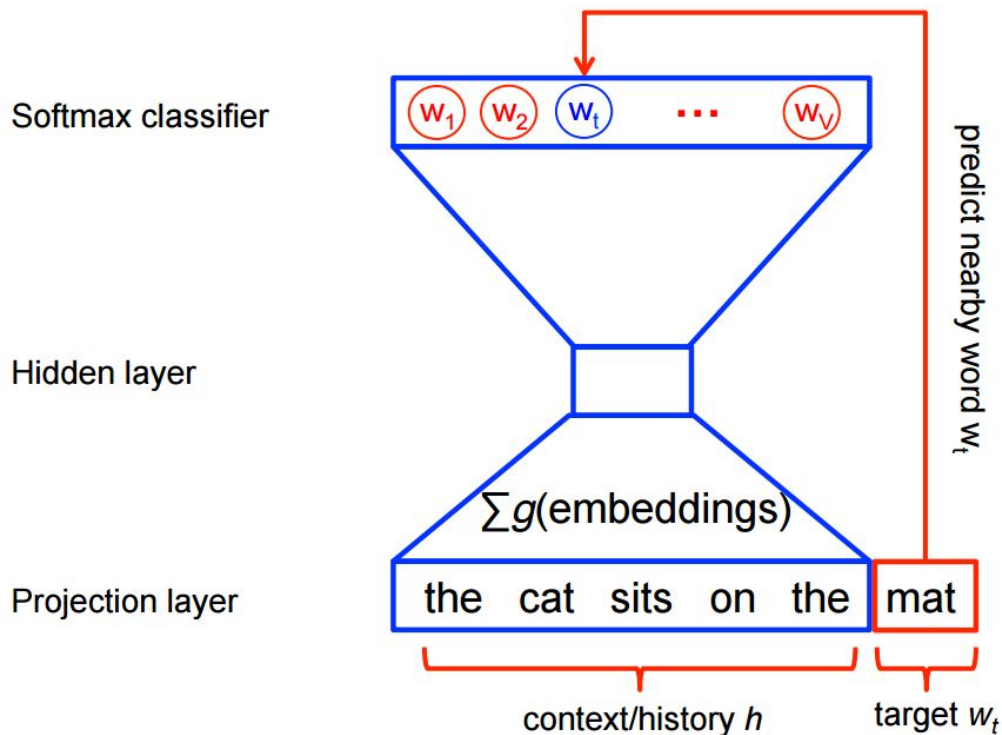 Softmax classifier
w1 w2 wt ... wV
predict nearby word wt
Hidden layer
∑g(embeddings)
Projection layer
the cat sits on the mat
context/history h
target wt